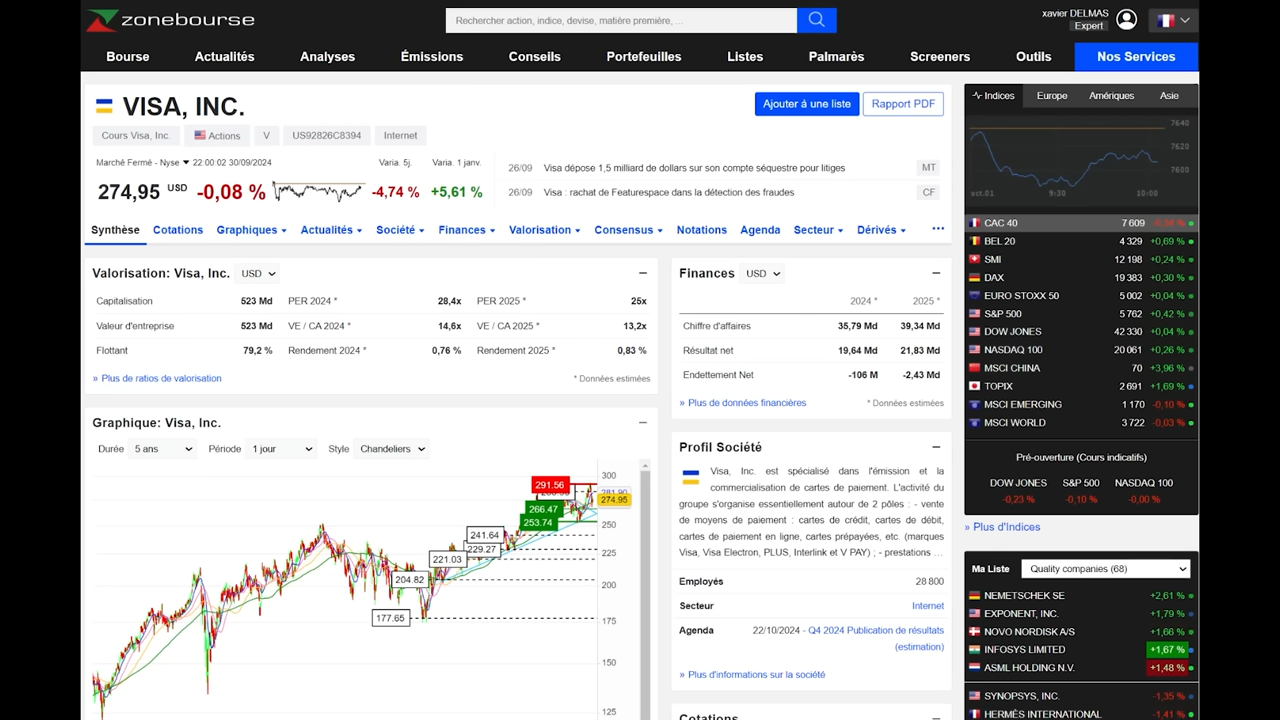 zonebourse
Rechercher action, indice, devise, matière première, ...
xavier DELMAS
Expert
Bourse Actualités Analyses Émissions Conseils Portefeuilles Listes Palmarès Screeners Outils Nos Services
VISA, INC.
Ajouter à une liste Rapport PDF
Cours Visa, Inc. Actions V US92826C8394 Internet
Marché Fermé - Nyse 22:00:02 30/09/2024 Varia. 5j. Varia. 1 janv.
274,95 USD -0,08 % -4,74 % +5,61 %
26/09 Visa dépose 1,5 milliard de dollars sur son compte séquestre pour litiges MT
26/09 Visa : rachat de Featurespace dans la détection des fraudes CF
Synthèse Cotations Graphiques Actualités Société Finances Valorisation Consensus Notations Agenda Secteur Dérivés ...
Valorisation: Visa, Inc. USD
Capitalisation 523 Md PER 2024 * 28,4x PER 2025 * 25x
Valeur d'entreprise 523 Md VE / CA 2024 * 14,6x VE / CA 2025 * 13,2x
Flottant 79,2 % Rendement 2024 * 0,76 % Rendement 2025 * 0,83 %
» Plus de ratios de valorisation * Données estimées
Graphique: Visa, Inc.
Durée 5 ans Période 1 jour Style Chandeliers
300
291.56
274.95
266.47
253.74
250
241.64
229.27
225
221.03
204.82
200
177.65
175
150
125
Finances USD
2024 * 2025 *
Chiffre d'affaires 35,79 Md 39,34 Md
Résultat net 19,64 Md 21,83 Md
Endettement Net -106 M -2,43 Md
» Plus de données financières * Données estimées
Profil Société
Visa, Inc. est spécialisé dans l'émission et la
commercialisation de cartes de paiement. L'activité du
groupe s'organise essentiellement autour de 2 pôles : - vente
de moyens de paiement : cartes de crédit, cartes de débit,
cartes de paiement en ligne, cartes prépayées, etc. (marques
Visa, Visa Electron, PLUS, Interlink et V PAY) ; - prestations ...
Employés 28 800
Secteur Internet
Agenda 22/10/2024 - Q4 2024 Publication de résultats
(estimation)
» Plus d'informations sur la société
Cotations
Indices Europe Amériques Asie
7640
7620
7600
oct.01 9:30 10:00
CAC 40 7 609
BEL 20 4 329 +0,69 %
SMI 12 198 +0,24 %
DAX 19 383 +0,30 %
EURO STOXX 50 5 002 +0,04 %
S&P 500 5 762 +0,42 %
DOW JONES 42 330 +0,04 %
NASDAQ 100 20 061 +0,26 %
MSCI CHINA 70 +3,96 %
TOPIX 2 691 +1,69 %
MSCI EMERGING 1 170 -0,10 %
MSCI WORLD 3 722 -0,03 %
Pré-ouverture (Cours indicatifs)
DOW JONES S&P 500 NASDAQ 100
-0,23 % -0,10 % -0,00 %
» Plus d'Indices
Ma Liste Quality companies (68)
NEMETSCHEK SE +2,61 %
EXPONENT, INC. +1,79 %
NOVO NORDISK A/S +1,66 %
INFOSYS LIMITED +1,67 %
ASML HOLDING N.V. +1,48 %
SYNOPSYS, INC. -1,35 %
HERMÈS INTERNATIONAL -1,41 %